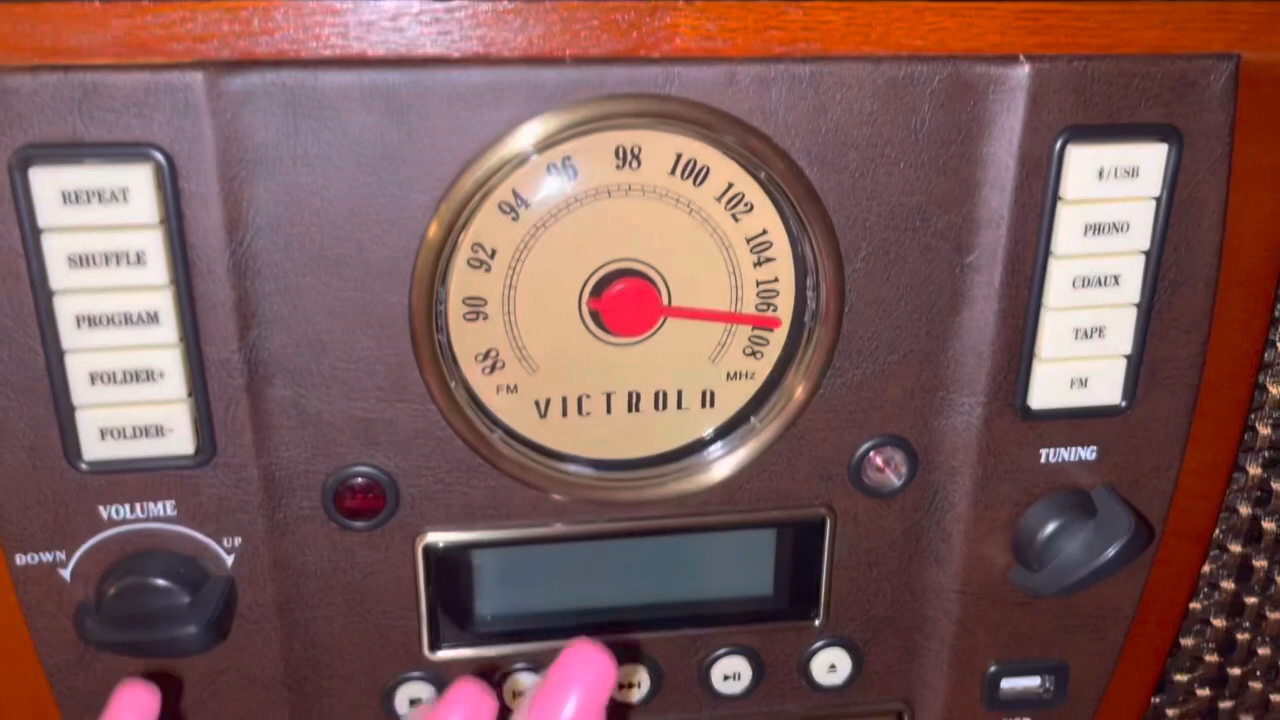 REPEAT
SHUFFLE
PROGRAM
FOLDER+
FOLDER-
VOLUME
DOWN
UP
88
90
92
94
96
98
100
102
104
106
108
FM
MHz
VICTROLA
ᛒ/USB
PHONO
CD/AUX
TAPE
FM
TUNING